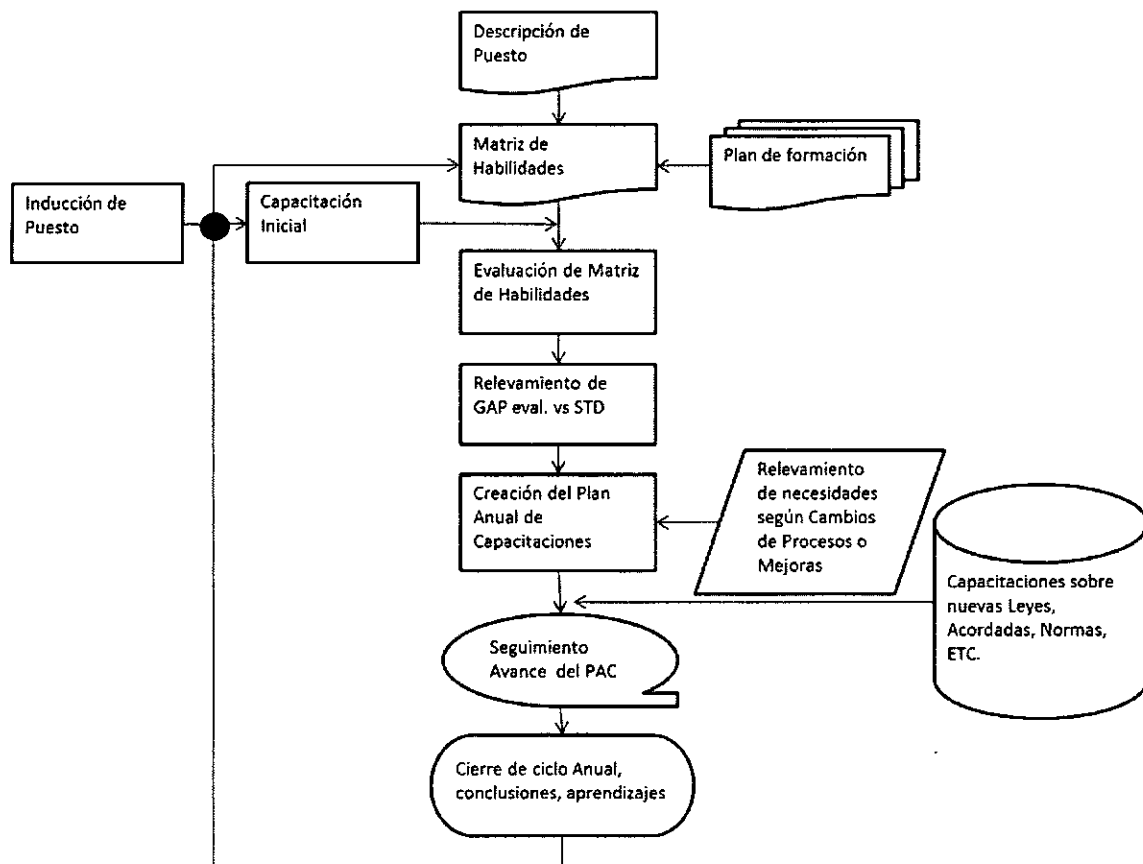 Descripción de
Puesto
Matriz de
Habilidades
Plan de formación
Inducción de
Puesto
Capacitación
Inicial
Evaluación de Matriz
de Habilidades
Relevamiento de
GAP eval. vs STD
Creación del Plan
Anual de
Capacitaciones
Relevamiento
de necesidades
según Cambios
de Procesos o
Mejoras
Capacitaciones sobre
nuevas Leyes,
Acordadas, Normas,
ETC.
Seguimiento
Avance del PAC
Cierre de ciclo Anual,
conclusiones, aprendizajes